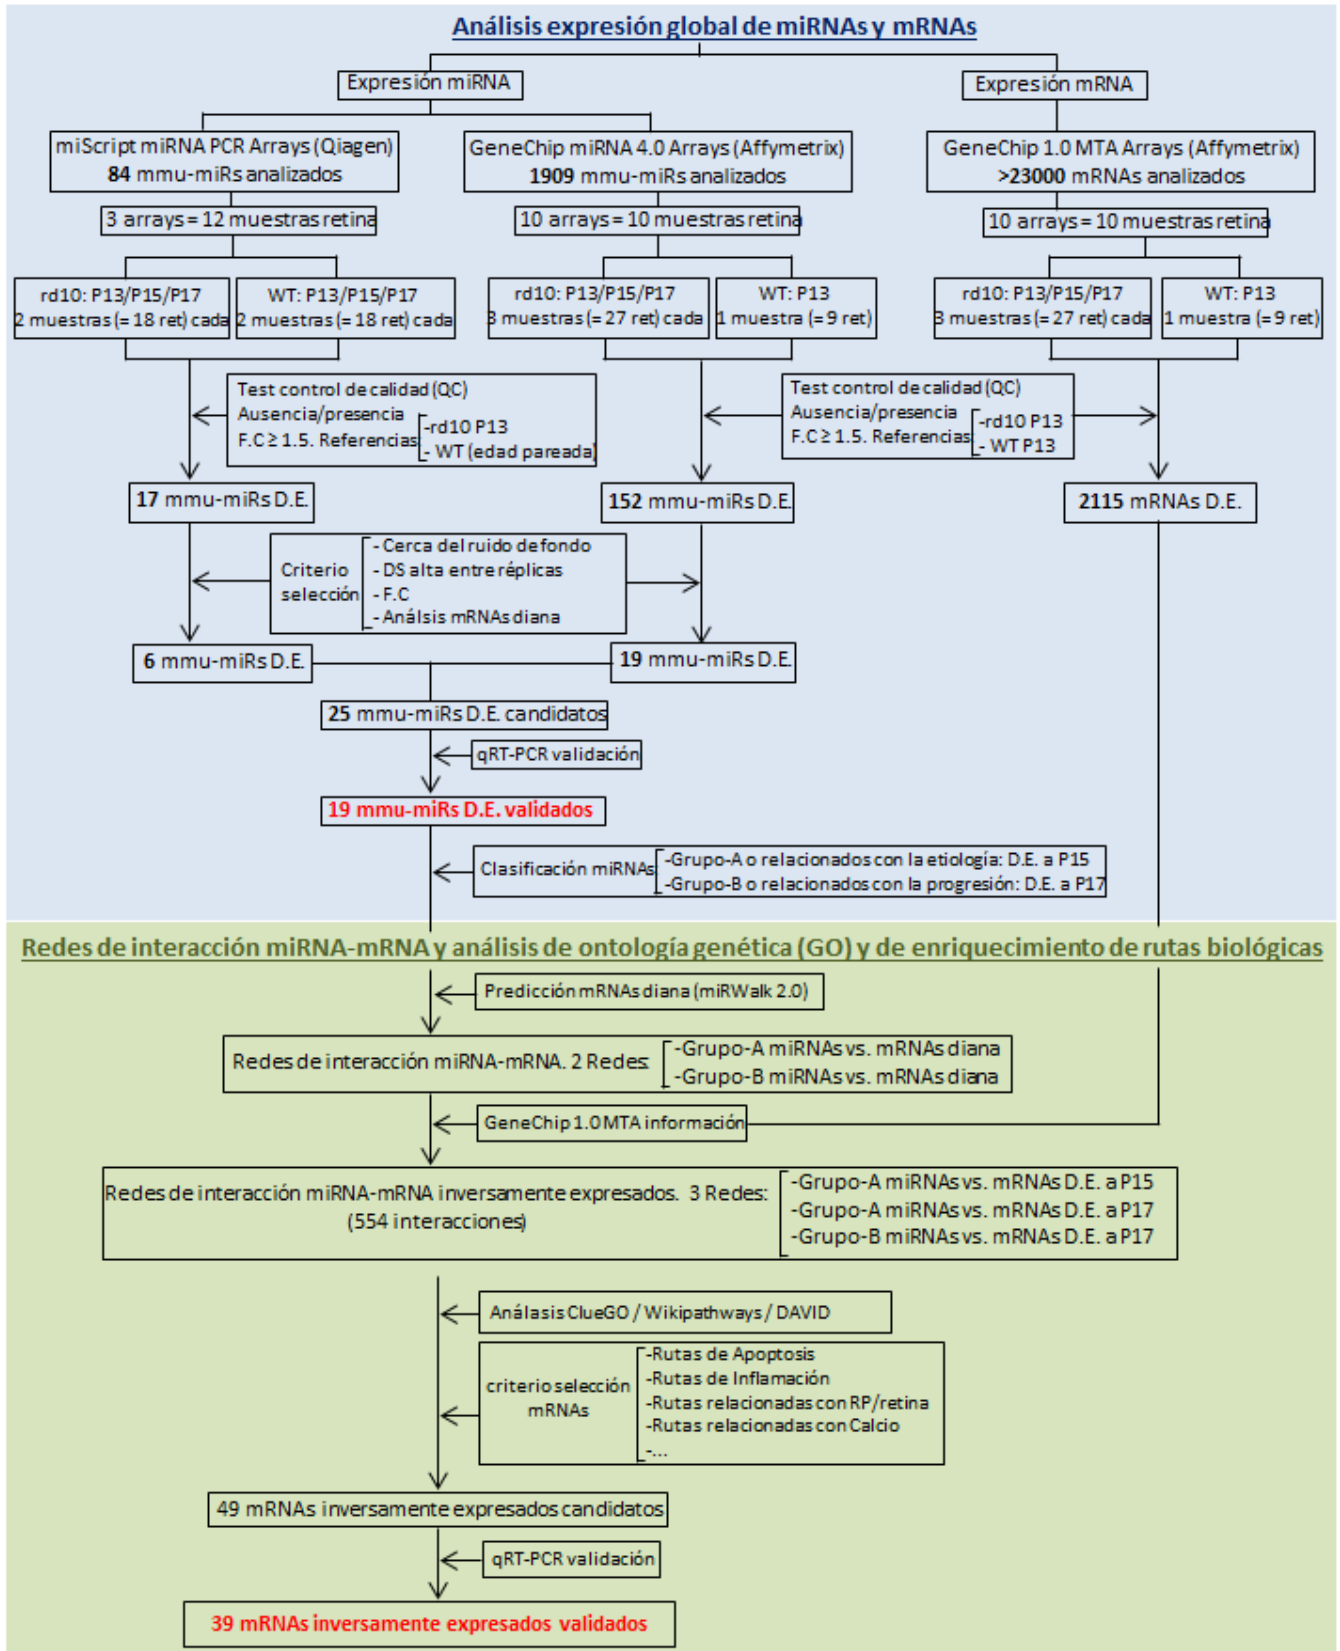 Análisis expresión global de miRNAs y mRNAs
Expresión miRNA
Expresión mRNA
miScript miRNA PCR Arrays (Qiagen)
84 mmu-miRs analizados
GeneChip miRNA 4.0 Arrays (Affymetrix)
1909 mmu-miRs analizados
GeneChip 1.0 MTA Arrays (Affymetrix)
>23000 mRNAs analizados
3 arrays = 12 muestras retina
10 arrays = 10 muestras retina
10 arrays = 10 muestras retina
rd10: P13/P15/P17
2 muestras (= 18 ret) cada
WT: P13/P15/P17
2 muestras (= 18 ret) cada
rd10: P13/P15/P17
3 muestras (= 27 ret) cada
WT: P13
1 muestra (= 9 ret)
rd10: P13/P15/P17
3 muestras (= 27 ret) cada
WT: P13
1 muestra (= 9 ret)
Test control de calidad (QC)
Ausencia/presencia
F.C ≥ 1.5. Referencias:
-rd10 P13
- WT (edad pareada)
Test control de calidad (QC)
Ausencia/presencia
F.C ≥ 1.5. Referencias:
-rd10 P13
- WT P13
17 mmu-miRs D.E.
152 mmu-miRs D.E.
2115 mRNAs D.E.
Criterio
selección
- Cerca del ruido de fondo
- DS alta entre réplicas
- F.C
- Análsis mRNAs diana
6 mmu-miRs D.E.
19 mmu-miRs D.E.
25 mmu-miRs D.E. candidatos
qRT-PCR validación
19 mmu-miRs D.E. validados
Clasificación miRNAs
-Grupo-A o relacionados con la etiología: D.E. a P15
-Grupo-B o relacionados con la progresión: D.E. a P17
Redes de interacción miRNA-mRNA y análisis de ontología genética (GO) y de enriquecimiento de rutas biológicas
Predicción mRNAs diana (miRWalk 2.0)
Redes de interacción miRNA-mRNA. 2 Redes:
-Grupo-A miRNAs vs. mRNAs diana
-Grupo-B miRNAs vs. mRNAs diana
GeneChip 1.0 MTA información
Redes de interacción miRNA-mRNA inversamente expresados. 3 Redes:
(554 interacciones)
-Grupo-A miRNAs vs. mRNAs D.E. a P15
-Grupo-A miRNAs vs. mRNAs D.E. a P17
-Grupo-B miRNAs vs. mRNAs D.E. a P17
Análasis ClueGO / Wikipathways / DAVID
criterio selección
mRNAs
-Rutas de Apoptosis
-Rutas de Inflamación
-Rutas relacionadas con RP/retina
-Rutas relacionadas con Calcio
-...
49 mRNAs inversamente expresados candidatos
qRT-PCR validación
39 mRNAs inversamente expresados validados